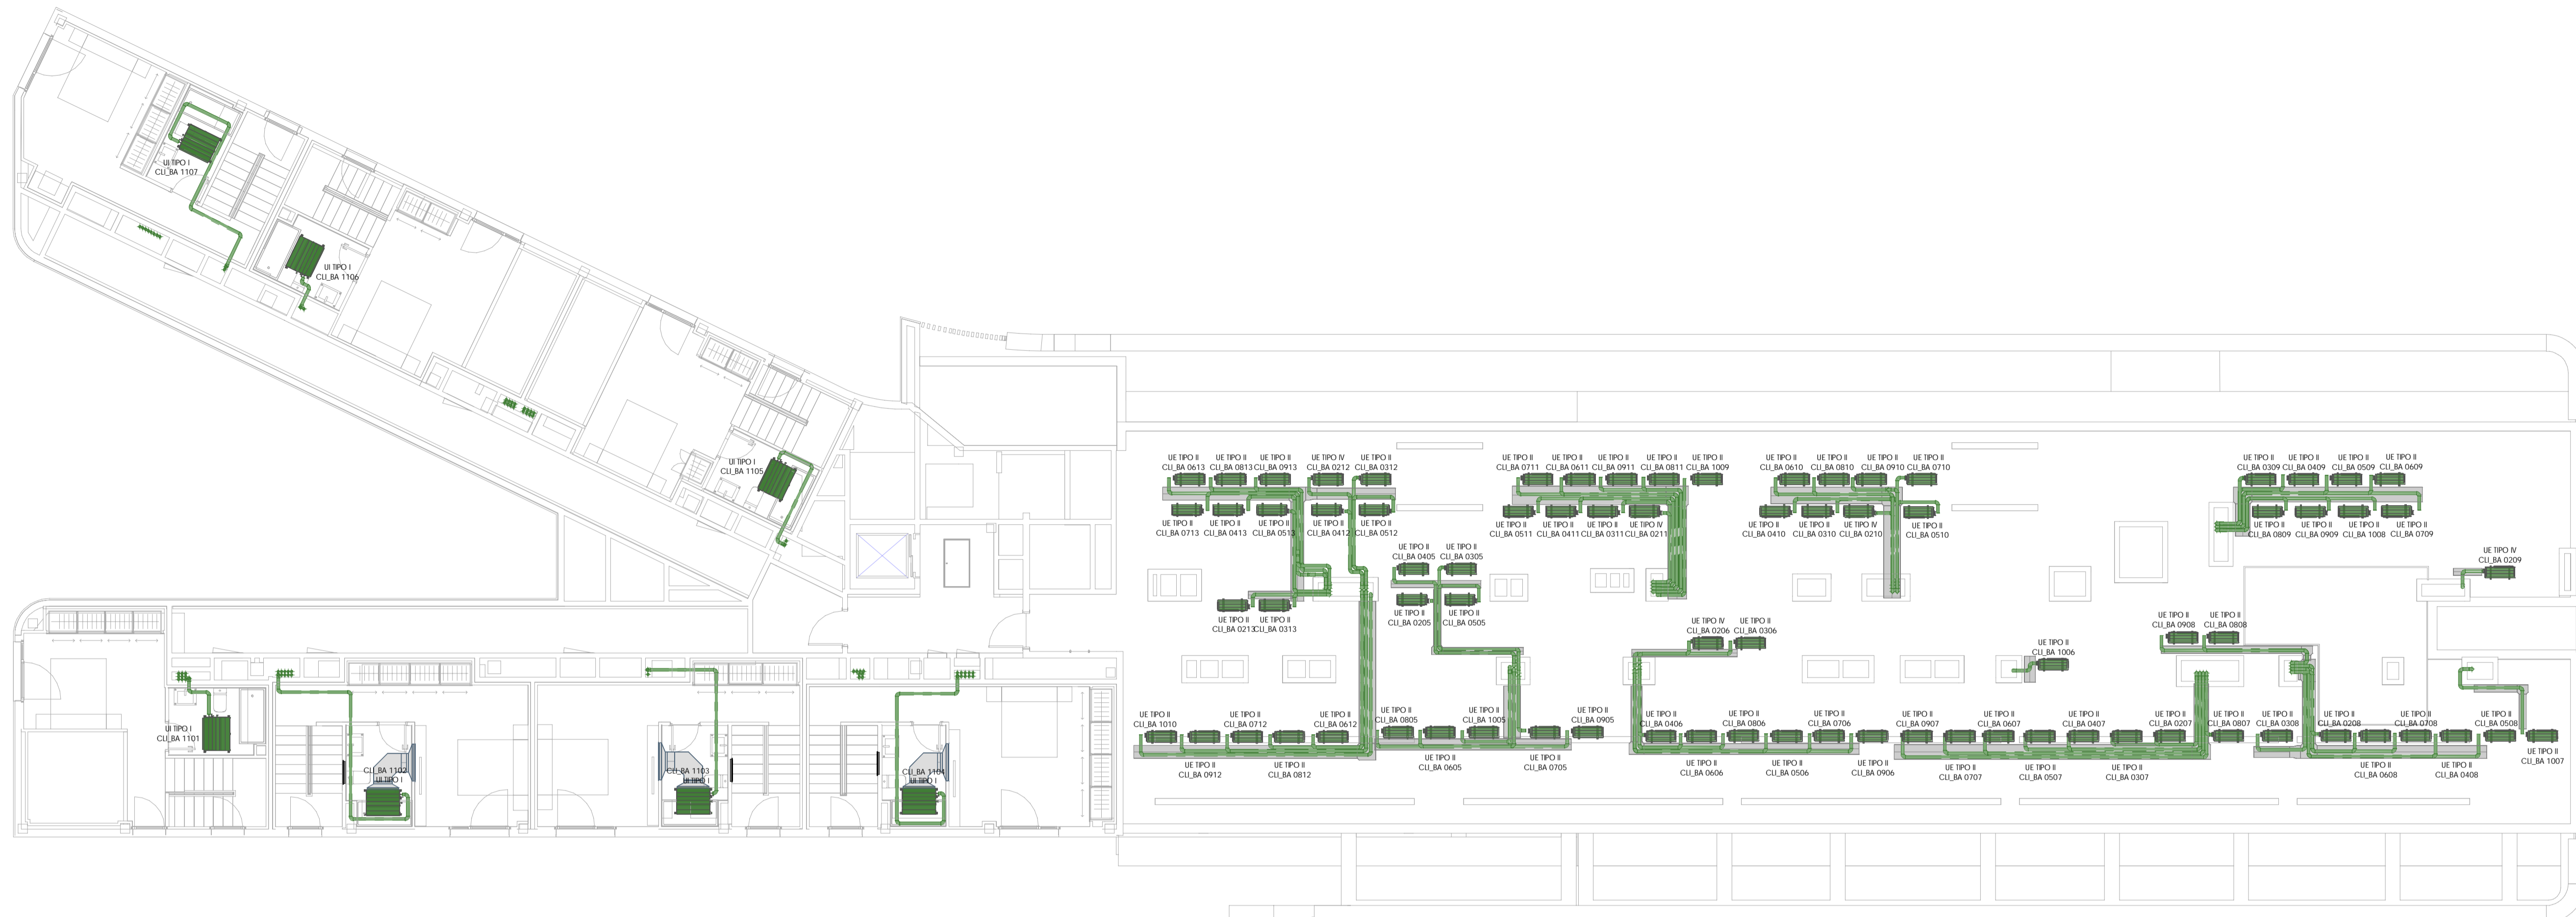 UI TIPO I
CLI_BA 1107
UI TIPO I
CLI_BA 1106
UI TIPO I
CLI_BA 1105
UI TIPO I
CLI_BA 1101
CLI_BA 1102
UI TIPO I
CLI_BA 1103
UI TIPO I
CLI_BA 1104
UI TIPO I
UE TIPO II
CLI_BA 0613
UE TIPO II
CLI_BA 0813
UE TIPO II
CLI_BA 0913
UE TIPO IV
CLI_BA 0212
UE TIPO II
CLI_BA 0312
UE TIPO II
CLI_BA 0713
UE TIPO II
CLI_BA 0413
UE TIPO II
CLI_BA 0513
UE TIPO II
CLI_BA 0412
UE TIPO II
CLI_BA 0512
UE TIPO II
CLI_BA 0711
UE TIPO II
CLI_BA 0611
UE TIPO II
CLI_BA 0911
UE TIPO II
CLI_BA 0811
UE TIPO II
CLI_BA 1009
UE TIPO II
CLI_BA 0511
UE TIPO II
CLI_BA 0411
UE TIPO II
CLI_BA 0311
UE TIPO IV
CLI_BA 0211
UE TIPO II
CLI_BA 0610
UE TIPO II
CLI_BA 0810
UE TIPO II
CLI_BA 0910
UE TIPO II
CLI_BA 0710
UE TIPO II
CLI_BA 0410
UE TIPO II
CLI_BA 0310
UE TIPO IV
CLI_BA 0210
UE TIPO II
CLI_BA 0510
UE TIPO II
CLI_BA 0309
UE TIPO II
CLI_BA 0409
UE TIPO II
CLI_BA 0509
UE TIPO II
CLI_BA 0609
UE TIPO II
CLI_BA 0809
UE TIPO II
CLI_BA 0909
UE TIPO II
CLI_BA 1008
UE TIPO II
CLI_BA 0709
UE TIPO IV
CLI_BA 0209
UE TIPO II
CLI_BA 0405
UE TIPO II
CLI_BA 0305
UE TIPO II
CLI_BA 0205
UE TIPO II
CLI_BA 0505
UE TIPO II
CLI_BA 0213
UE TIPO II
CLI_BA 0313
UE TIPO IV
CLI_BA 0206
UE TIPO II
CLI_BA 0306
UE TIPO II
CLI_BA 1006
UE TIPO II
CLI_BA 0908
UE TIPO II
CLI_BA 0808
UE TIPO II
CLI_BA 1010
UE TIPO II
CLI_BA 0712
UE TIPO II
CLI_BA 0612
UE TIPO II
CLI_BA 0805
UE TIPO II
CLI_BA 1005
UE TIPO II
CLI_BA 0905
UE TIPO II
CLI_BA 0406
UE TIPO II
CLI_BA 0806
UE TIPO II
CLI_BA 0706
UE TIPO II
CLI_BA 0907
UE TIPO II
CLI_BA 0607
UE TIPO II
CLI_BA 0407
UE TIPO II
CLI_BA 0207
UE TIPO II
CLI_BA 0807
UE TIPO II
CLI_BA 0308
UE TIPO II
CLI_BA 0208
UE TIPO II
CLI_BA 0708
UE TIPO II
CLI_BA 0508
UE TIPO II
CLI_BA 0912
UE TIPO II
CLI_BA 0812
UE TIPO II
CLI_BA 0605
UE TIPO II
CLI_BA 0705
UE TIPO II
CLI_BA 0606
UE TIPO II
CLI_BA 0506
UE TIPO II
CLI_BA 0906
UE TIPO II
CLI_BA 0707
UE TIPO II
CLI_BA 0507
UE TIPO II
CLI_BA 0307
UE TIPO II
CLI_BA 0608
UE TIPO II
CLI_BA 0408
UE TIPO II
CLI_BA 1007